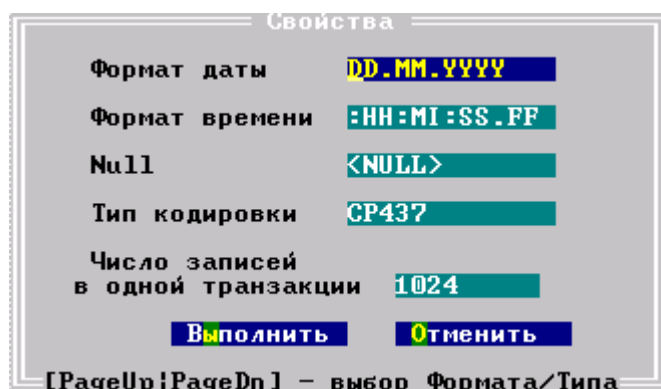 Свойства
Формат даты DD.MM.YYYY
Формат времени :HH:MI:SS.FF
Null <NULL>
Тип кодировки CP437
Число записей
в одной транзакции 1024
Выполнить Отменить
[PageUp¦PageDn] – выбор Формата/Типа